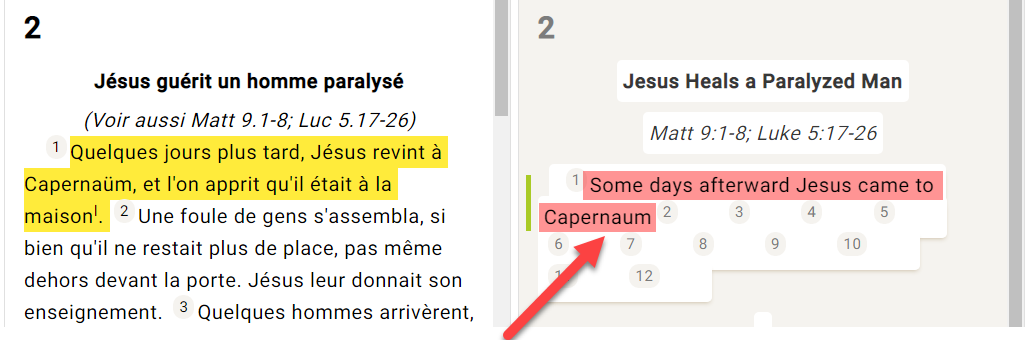 2
Jésus guérit un homme paralysé
(Voir aussi Matt 9.1-8; Luc 5.17-26)
1 Quelques jours plus tard, Jésus revint à
Capernaüm, et l'on apprit qu'il était à la
maison. 2 Une foule de gens s'assembla, si
bien qu'il ne restait plus de place, pas même
dehors devant la porte. Jésus leur donnait son
enseignement. 3 Quelques hommes arrivèrent,
2
Jesus Heals a Paralyzed Man
Matt 9:1-8; Luke 5:17-26
1 Some days afterward Jesus came to
Capernaum 2 3 4 5
6 7 8 9 10
12